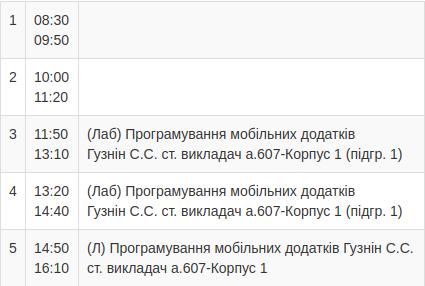 1 08:30
09:50
2 10:00
11:20
3 11:50 (Лаб) Програмування мобільних додатків
13:10 Гузнін С.С. ст. викладач а.607-Корпус 1 (підгр. 1)
4 13:20 (Лаб) Програмування мобільних додатків
14:40 Гузнін С.С. ст. викладач а.607-Корпус 1 (підгр. 1)
5 14:50 (Л) Програмування мобільних додатків Гузнін С.С.
16:10 ст. викладач а.607-Корпус 1